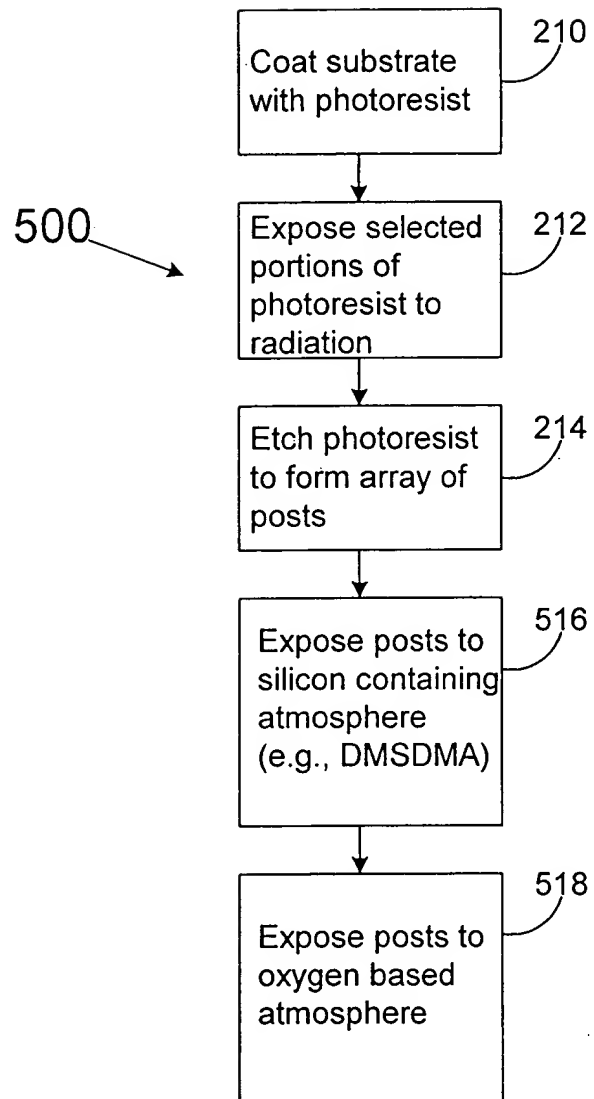 210
Coat substrate
with photoresist
500
212
Expose selected
portions of
photoresist to
radiation
214
Etch photoresist
to form array of
posts
516
Expose posts to
silicon containing
atmosphere
(e.g., DMSDMA)
518
Expose posts to
oxygen based
atmosphere